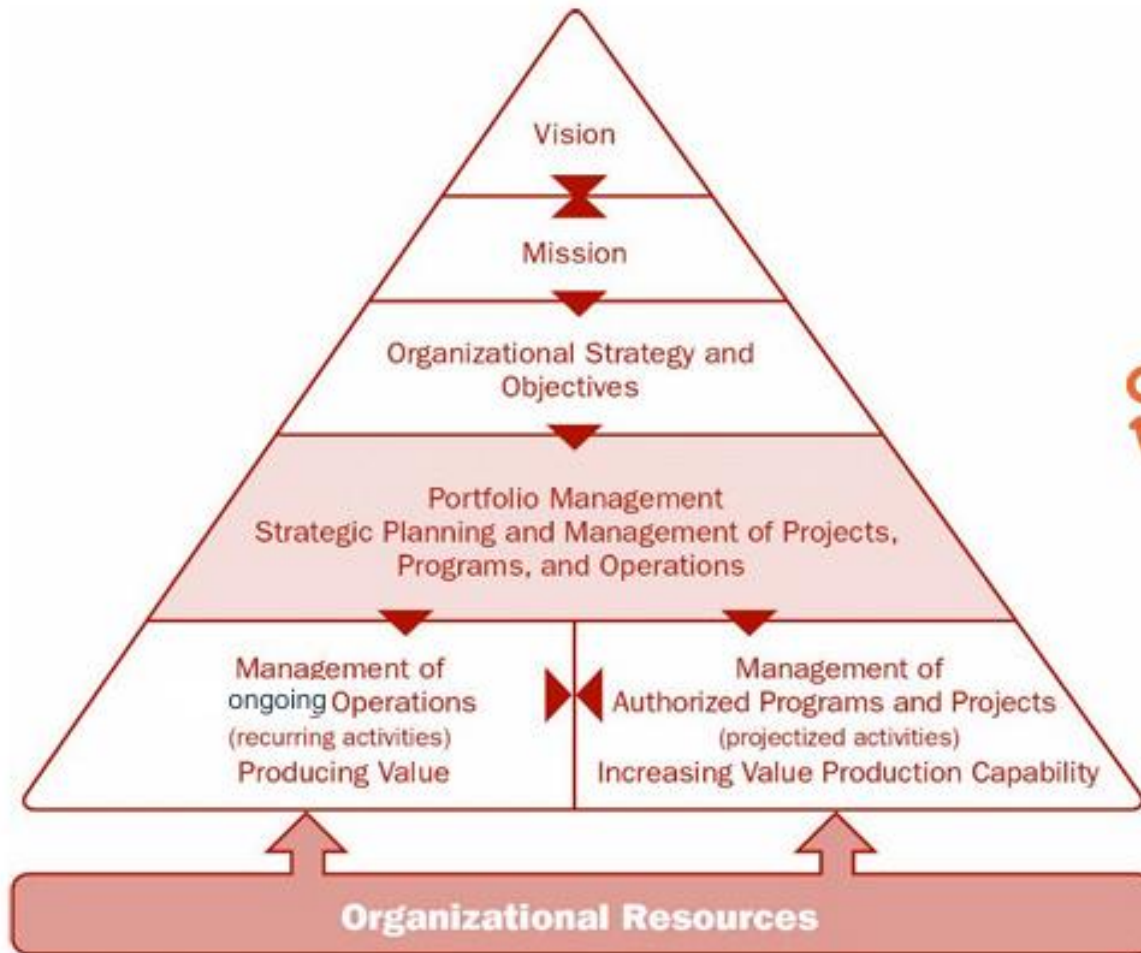 Vision
Mission
Organizational Strategy and
Objectives
Portfolio Management
Strategic Planning and Management of Projects,
Programs, and Operations
Management of
ongoing Operations
(recurring activities)
Producing Value
Management of
Authorized Programs and Projects
(projectized activities)
Increasing Value Production Capability
Organizational Resources